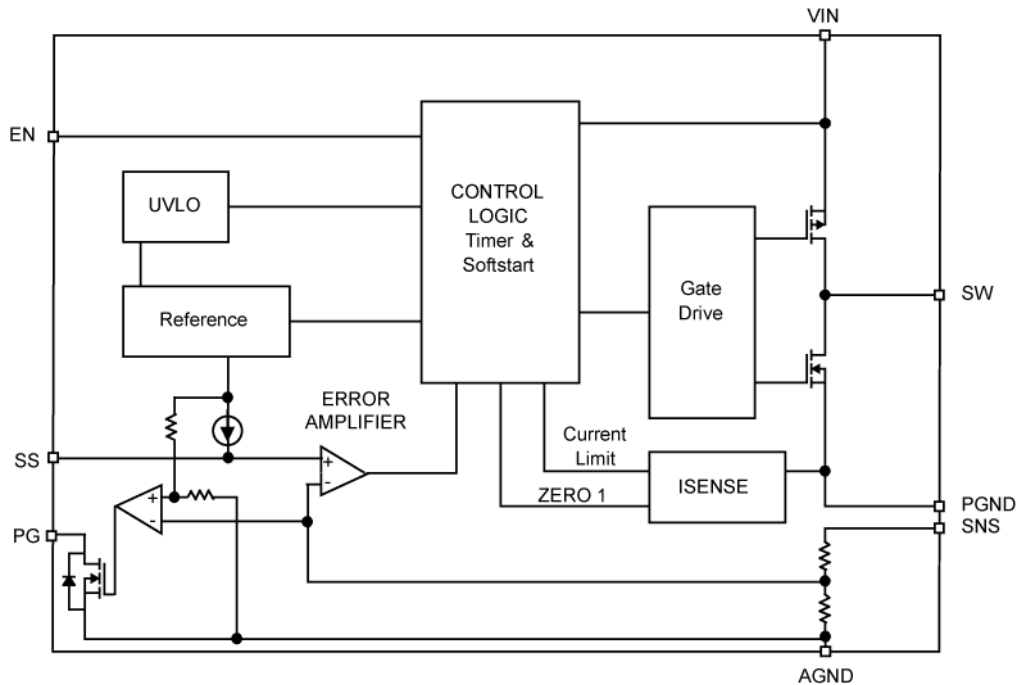 VIN
EN
UVLO
CONTROL
LOGIC
Timer &
Softstart
Gate
Drive
SW
Reference
ERROR
AMPLIFIER
SS
+
-
Current
Limit
ZERO 1
ISENSE
+
-
PG
PGND
SNS
AGND